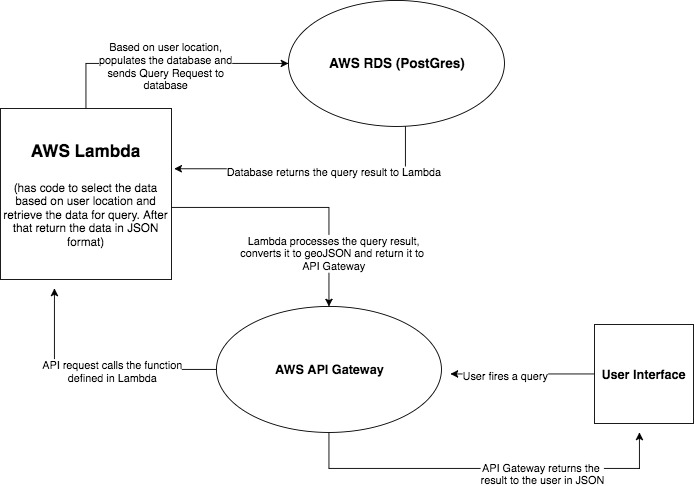 Based on user location,
populates the database and
sends Query Request to
database
AWS RDS (PostGres)
AWS Lambda
(has code to select the data
based on user location and
retrieve the data for query. After
that return the data in JSON
format)
Database returns the query result to Lambda
Lambda processes the query result,
converts it to geoJSON and return it to
API Gateway
API request calls the function
defined in Lambda
AWS API Gateway
User fires a query
User Interface
API Gateway returns the
result to the user in JSON